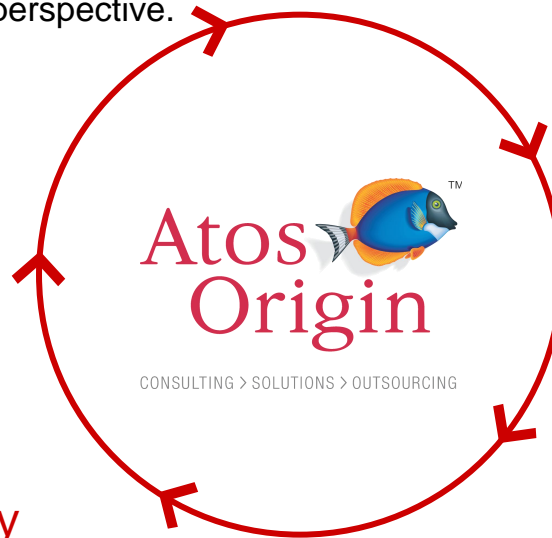 perspective.
TM
Atos
Origin
CONSULTING > SOLUTIONS > OUTSOURCING
y